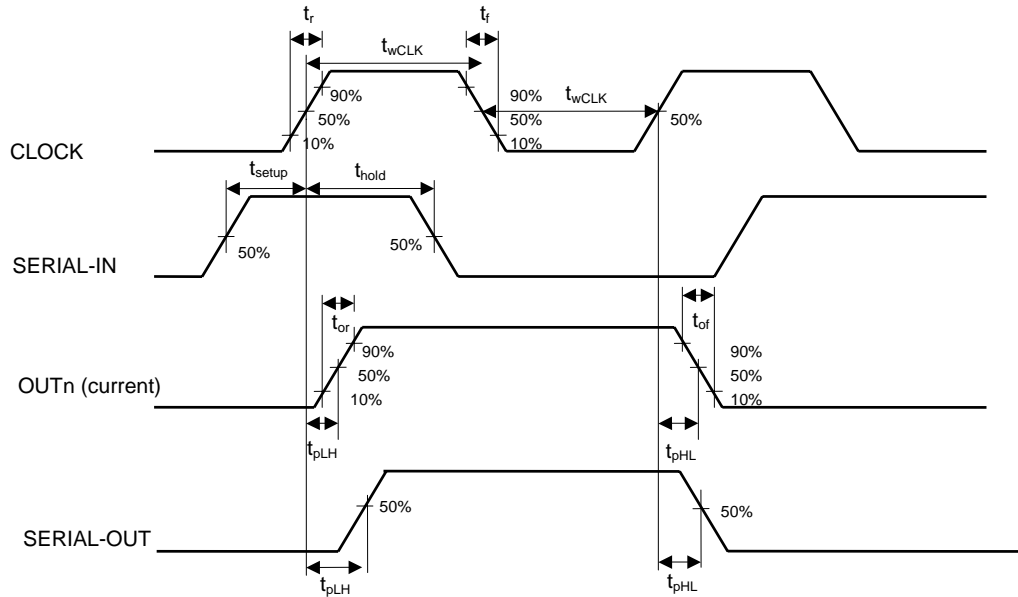 tr
tf
twCLK
90%
50%
10%
90%
50%
10%
twCLK
50%
CLOCK
tsetup
thold
50%
50%
SERIAL-IN
tor
tof
90%
50%
10%
90%
50%
10%
OUTn (current)
tpLH
tpHL
50%
50%
SERIAL-OUT
tpLH
tpHL